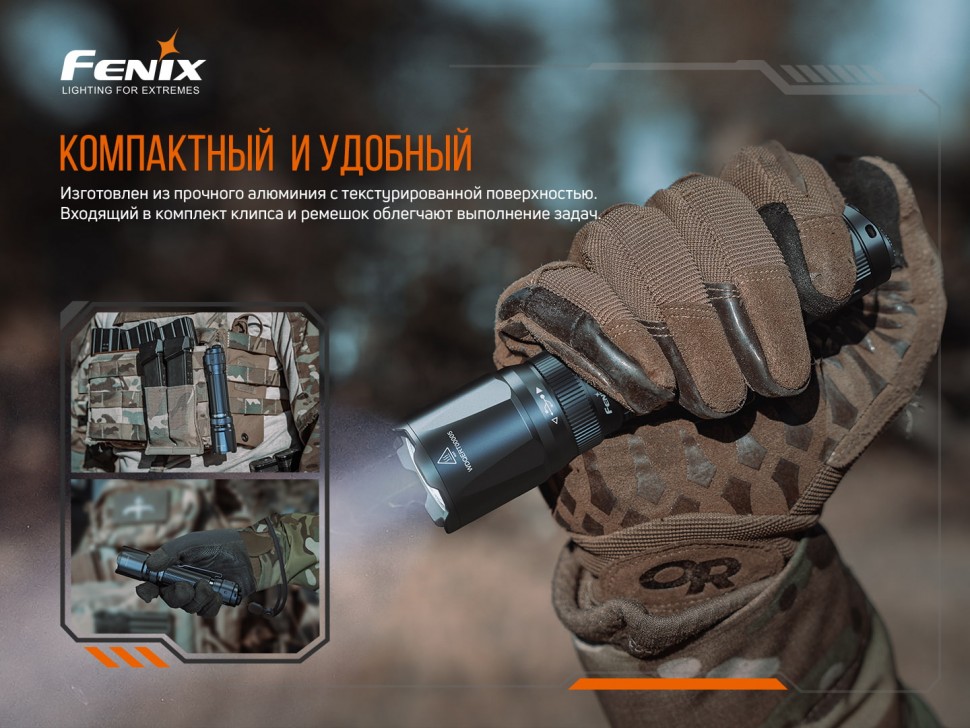 FENIX
LIGHTING FOR EXTREMES
КОМПАКТНЫЙ И УДОБНЫЙ
Изготовлен из прочного алюминия с текстурированной поверхностью.
Входящий в комплект клипса и ремешок облегчают выполнение задач.
FENIX
OR